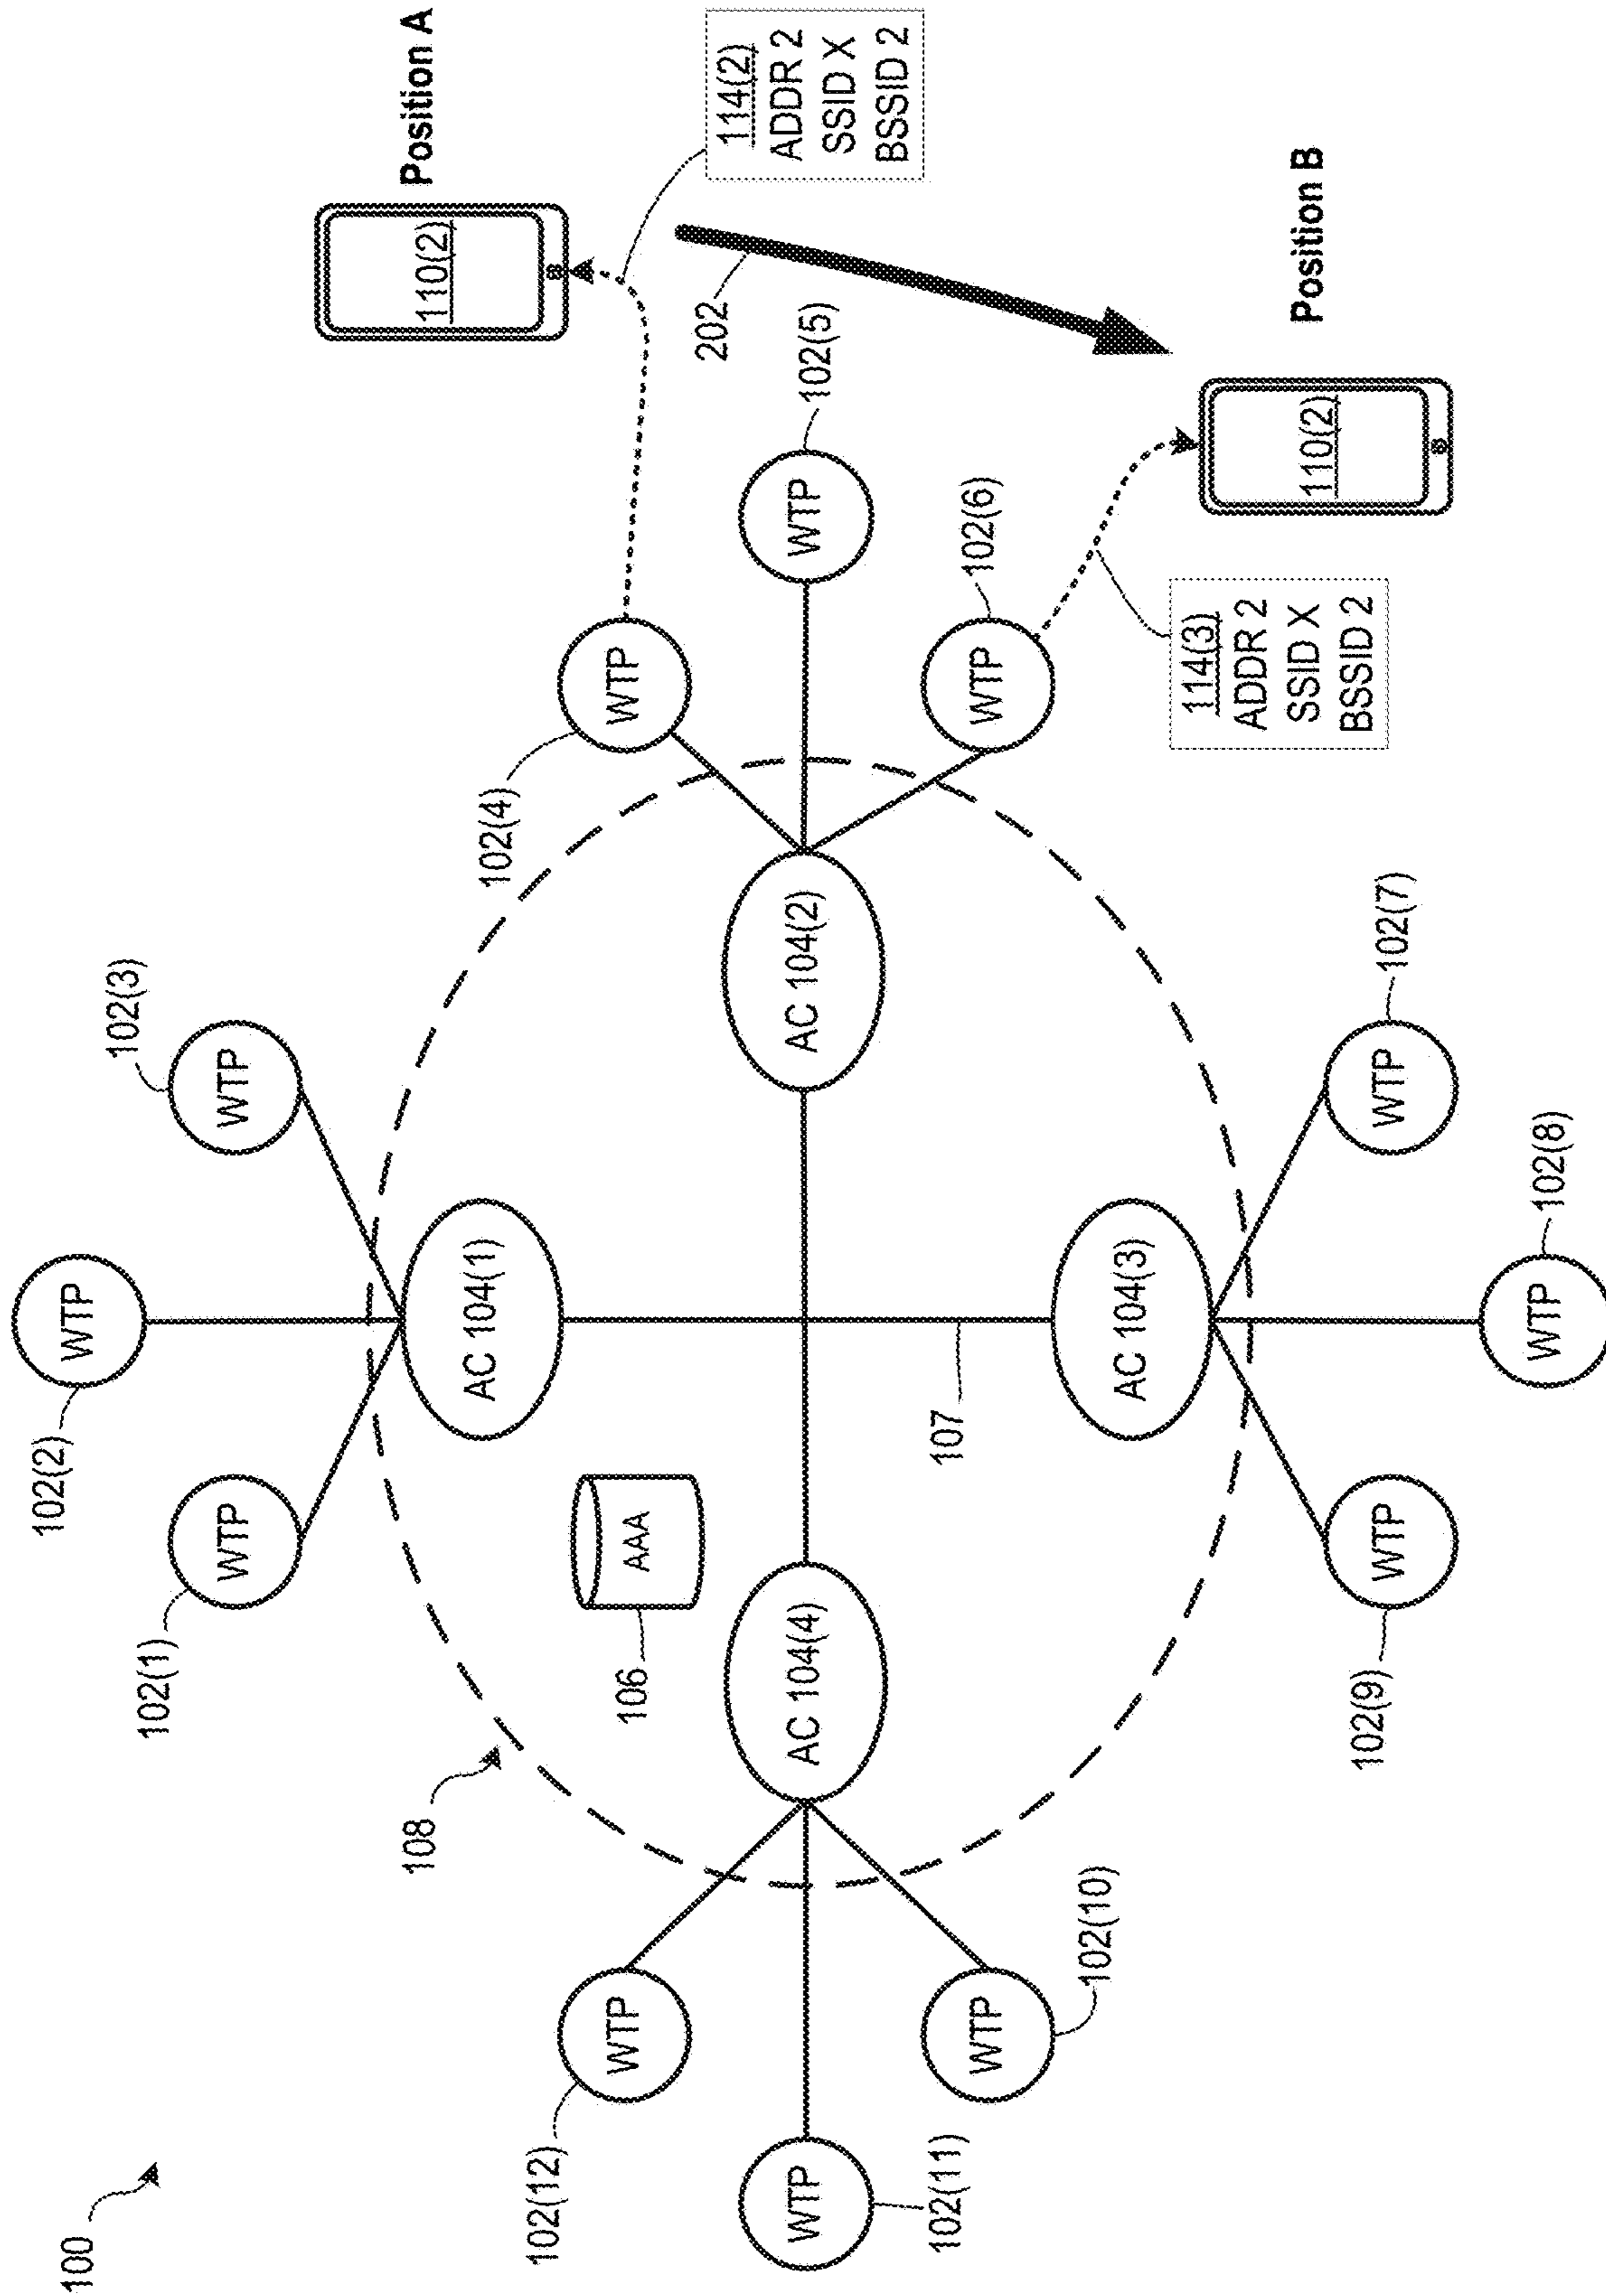 100
102(2)
WTP
102(1)
WTP
WTP
102(3)
108
AC 104(1)
106
AAA
102(12)
WTP
102(4)
WTP
110(2)
Position A
114(2)
ADDR 2
SSID X
BSSID 2
202
WTP
102(11)
AC 104(4)
107
AC 104(2)
WTP
102(5)
WTP
102(10)
WTP
102(6)
114(3)
ADDR 2
SSID X
BSSID 2
110(2)
Position B
AC 104(3)
102(9)
WTP
WTP
102(7)
WTP
102(8)